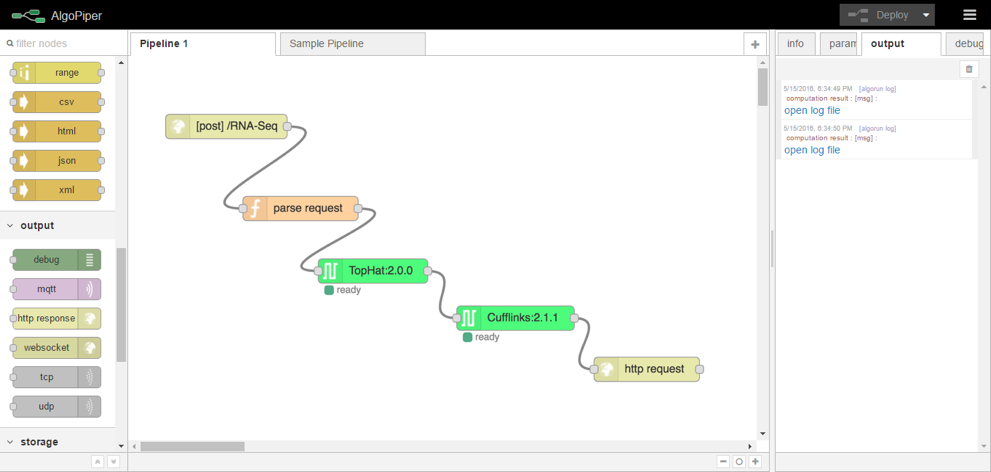 AlgoPiper
Deploy
filter nodes
range
csv
html
json
xml
output
debug
mqtt
http response
websocket
tcp
udp
storage
Pipeline 1
Sample Pipeline
[post] /RNA-Seq
parse request
TopHat:2.0.0
ready
Cufflinks:2.1.1
ready
http request
info
param
output
debug
5/15/2016, 8:34:49 PM [algorun log]
computation result : [msg] :
open log file
5/15/2016, 8:34:50 PM [algorun log]
computation result : [msg] :
open log file